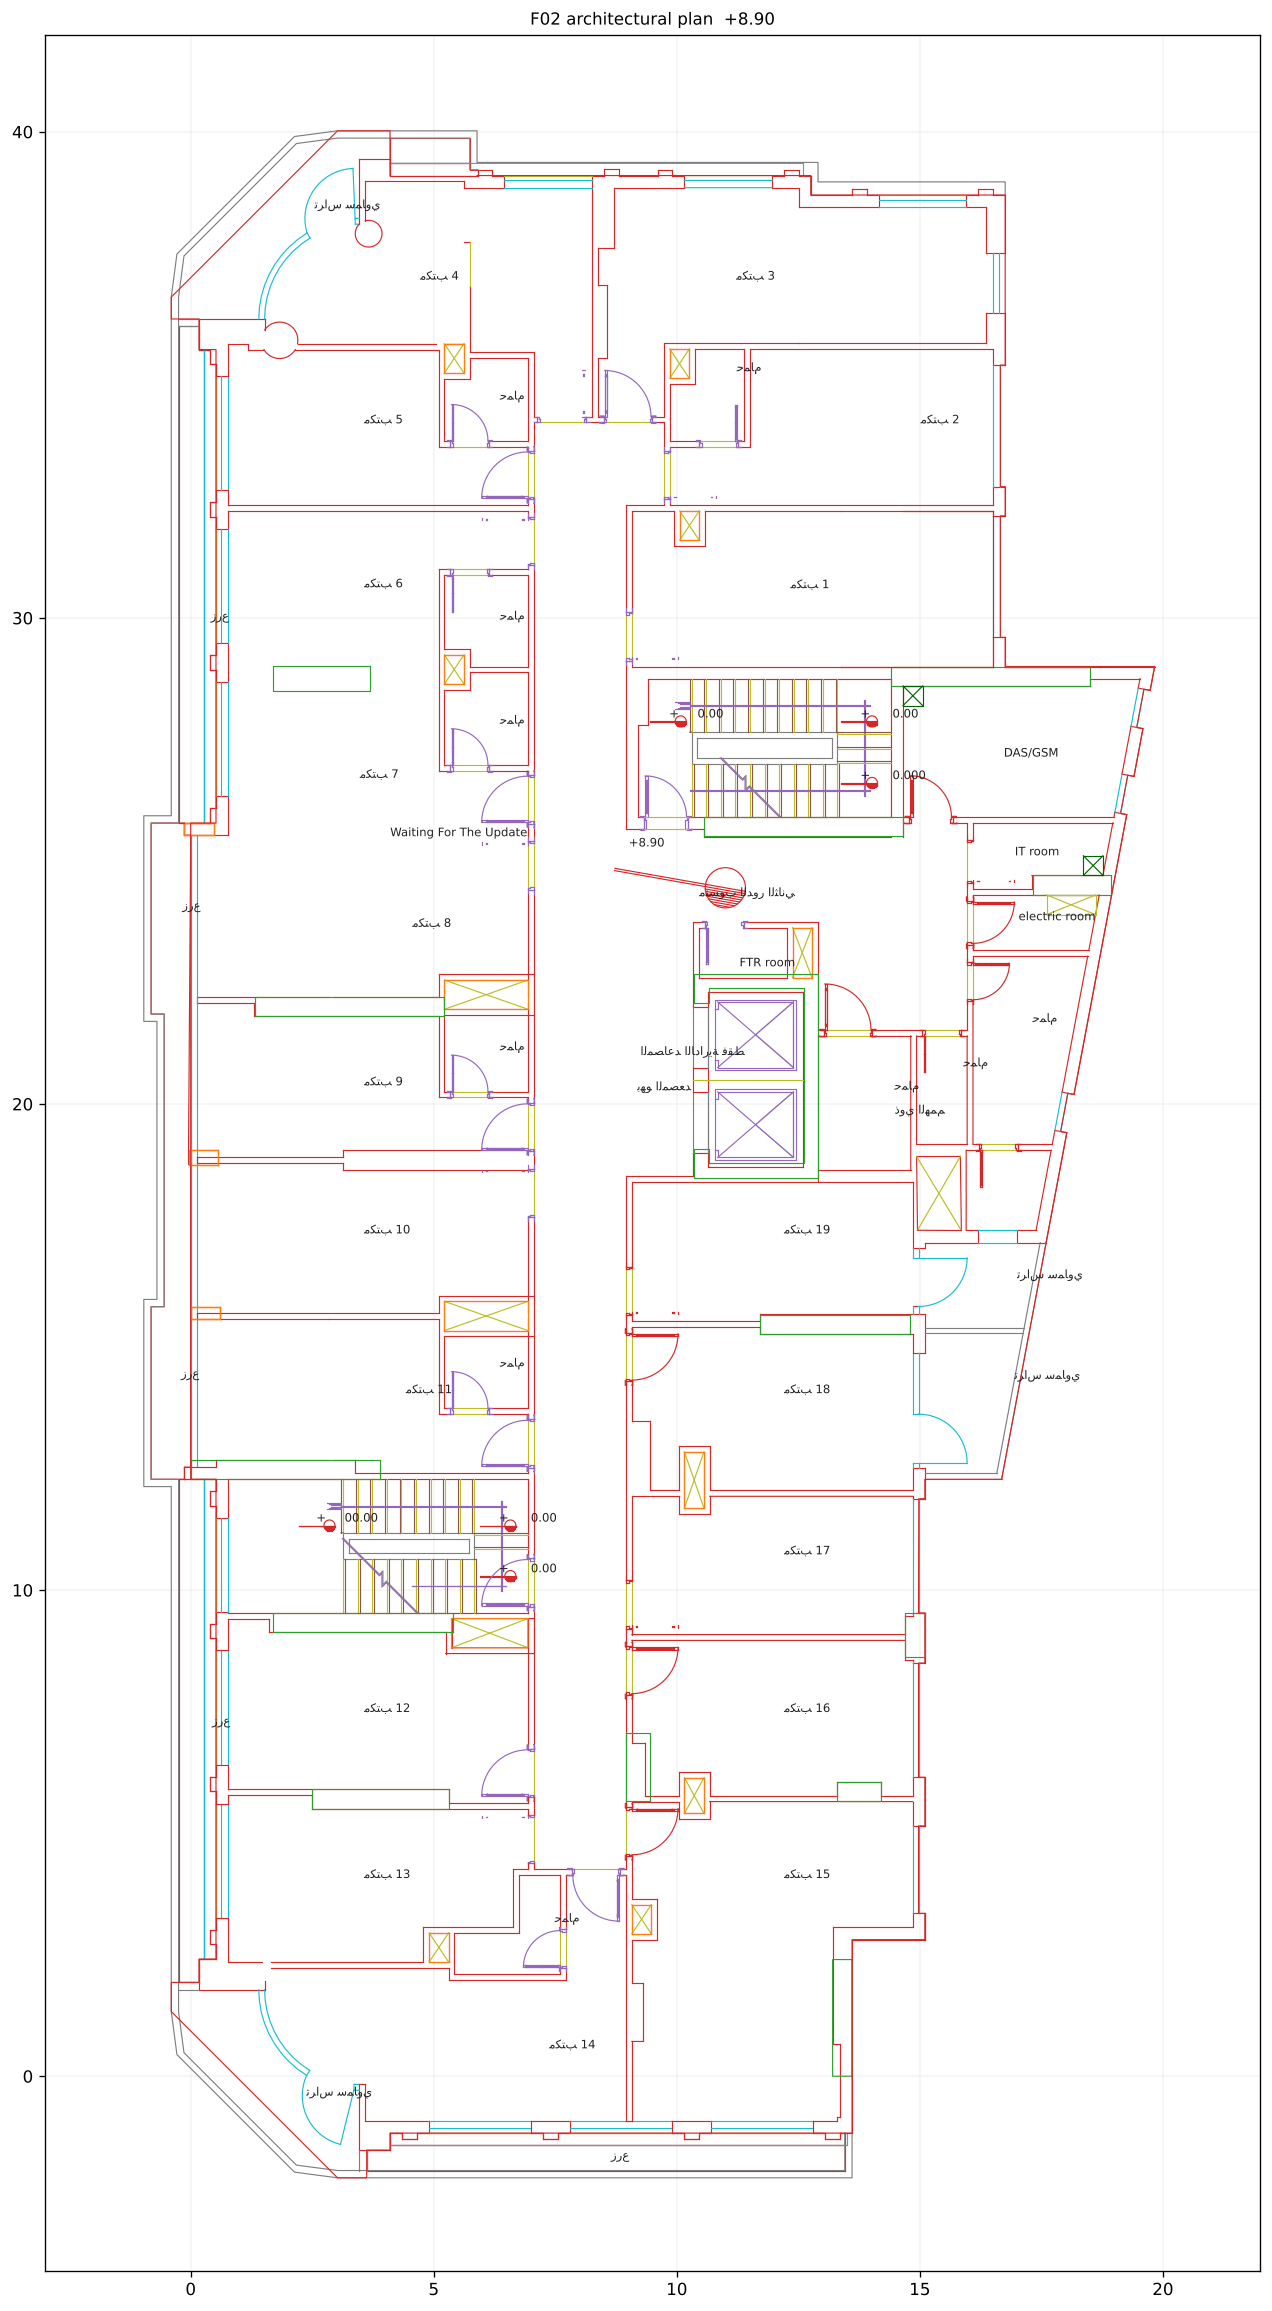 F02 architectural plan +8.90
40
30
20
10
0
تراس سماوي
مكتب 4
مكتب 3
حمام
حمام
مكتب 5
مكتب 2
مكتب 6
مكتب 1
حمام
زرع
حمام
+ 0.00
+ 0.00
DAS/GSM
مكتب 7
+ 0.000
Waiting For The Update
+8.90
IT room
منسوب الدور الثاني
زرع
electric room
مكتب 8
FTR room
حمام
حمام
المصاعد الادارية فقط
حمام
مكتب 9
بهو المصعد
حمام
ذوي الهمم
مكتب 10
مكتب 19
تراس سماوي
حمام
زرع
تراس سماوي
مكتب 11
مكتب 18
+ 00.00
+ 0.00
مكتب 17
+ 0.00
مكتب 12
مكتب 16
زرع
مكتب 13
مكتب 15
حمام
مكتب 14
تراس سماوي
زرع
0
5
10
15
20